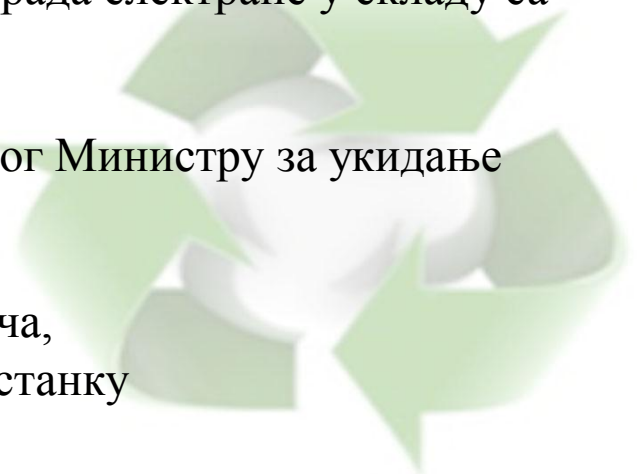 рада електране у складу са
ог Министру за укидање
ча,
станку